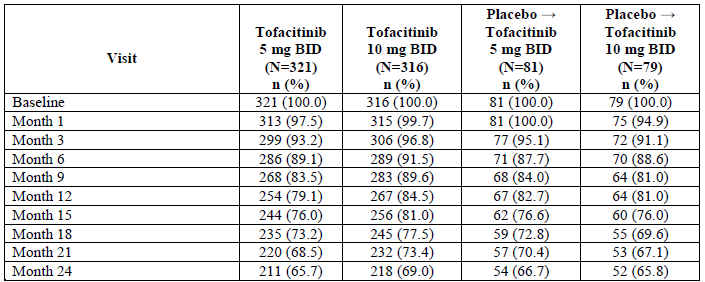 Visit Tofacitinib 5 mg BID (N=321) n (%) Tofacitinib 10 mg BID (N=316) n (%) Placebo → Tofacitinib 5 mg BID (N=81) n (%) Placebo → Tofacitinib 10 mg BID (N=79) n (%)
Baseline 321 (100.0) 316 (100.0) 81 (100.0) 79 (100.0)
Month 1 313 (97.5) 315 (99.7) 81 (100.0) 75 (94.9)
Month 3 299 (93.2) 306 (96.8) 77 (95.1) 72 (91.1)
Month 6 286 (89.1) 289 (91.5) 71 (87.7) 70 (88.6)
Month 9 268 (83.5) 283 (89.6) 68 (84.0) 64 (81.0)
Month 12 254 (79.1) 267 (84.5) 67 (82.7) 64 (81.0)
Month 15 244 (76.0) 256 (81.0) 62 (76.6) 60 (76.0)
Month 18 235 (73.2) 245 (77.5) 59 (72.8) 55 (69.6)
Month 21 220 (68.5) 232 (73.4) 57 (70.4) 53 (67.1)
Month 24 211 (65.7) 218 (69.0) 54 (66.7) 52 (65.8)